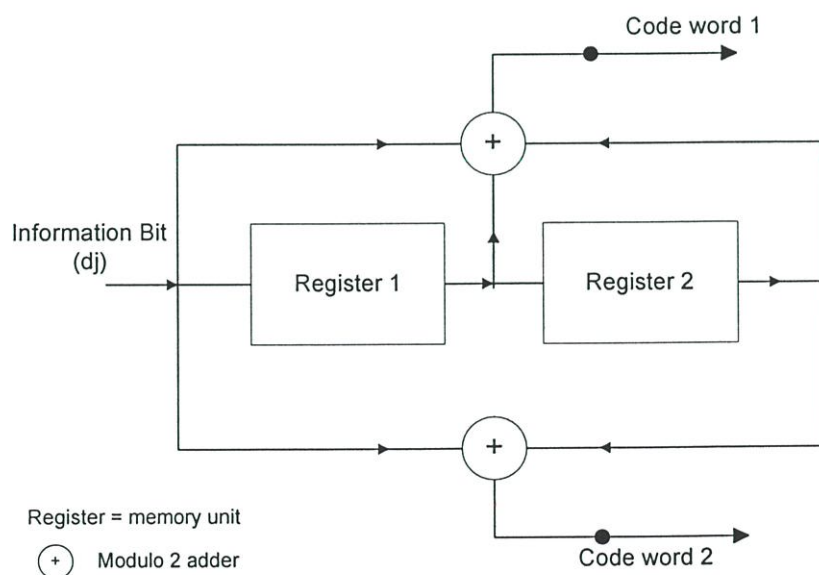 Code word 1
+
Information Bit
(dj)
Register 1
Register 2
+
Register = memory unit
+ Modulo 2 adder
Code word 2